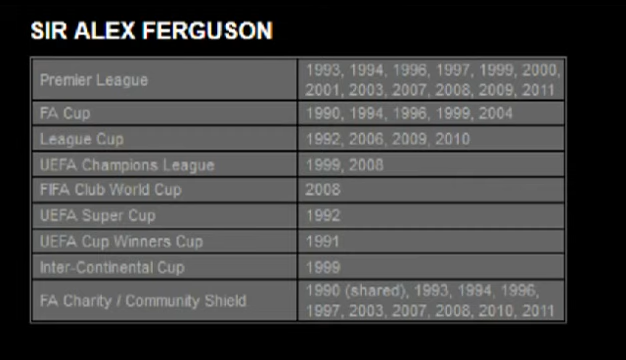 SIR ALEX FERGUSON
Premier League
1993, 1994, 1996, 1997, 1999, 2000,
2001, 2003, 2007, 2008, 2009, 2011
FA Cup
1990, 1994, 1996, 1999, 2004
League Cup
1992, 2006, 2009, 2010
UEFA Champions League
1999, 2008
FIFA Club World Cup
2008
UEFA Super Cup
1992
UEFA Cup Winners Cup
1991
Inter-Continental Cup
1999
FA Charity / Community Shield
1990 (shared), 1993, 1994, 1996,
1997, 2003, 2007, 2008, 2010, 2011